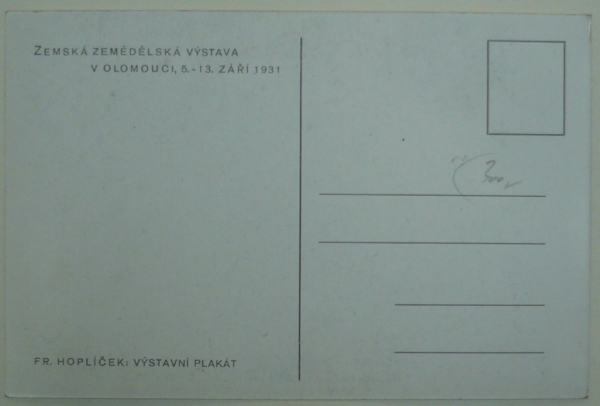 ZEMSKÁ ZEMĚDĚLSKÁ VÝSTAVA
V OLOMOUCI, 5.-13. ZÁŘÍ 1931
FR. HOPLÍČEK: VÝSTAVNÍ PLAKÁT